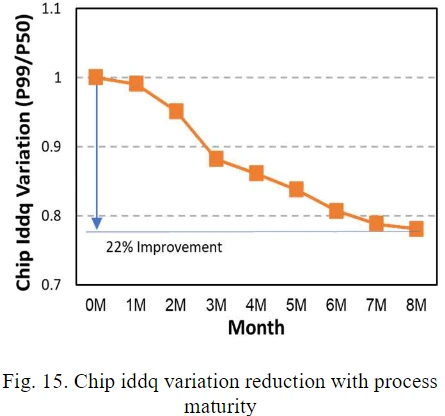 1.1
1
0.9
0.8
0.7
Chip Iddq Variation (P99/P50)
22% Improvement
0M 1M 2M 3M 4M 5M 6M 7M 8M
Month
Fig. 15. Chip iddq variation reduction with process
maturity